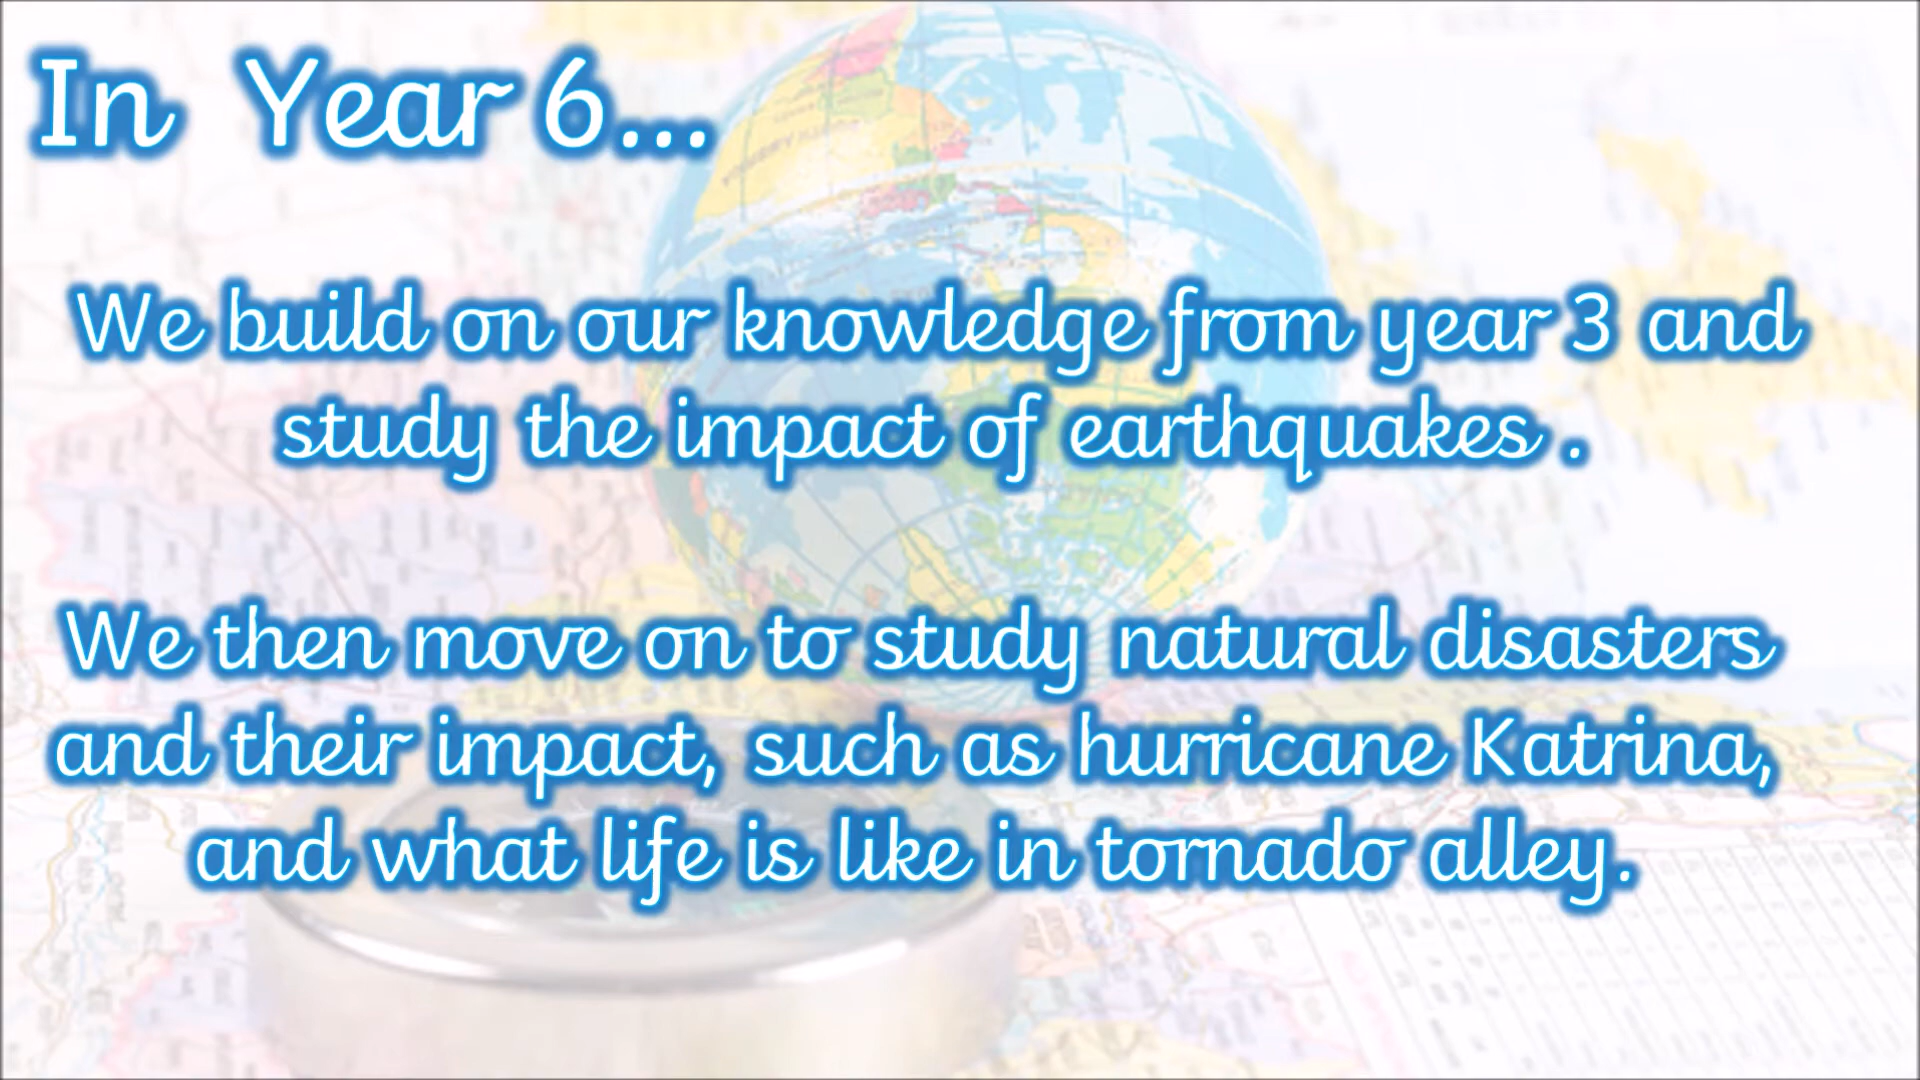 In Year 6...
We build on our knowledge from year 3 and
study the impact of earthquakes .
We then move on to study natural disasters
and their impact, such as hurricane Katrina,
and what life is like in tornado alley.